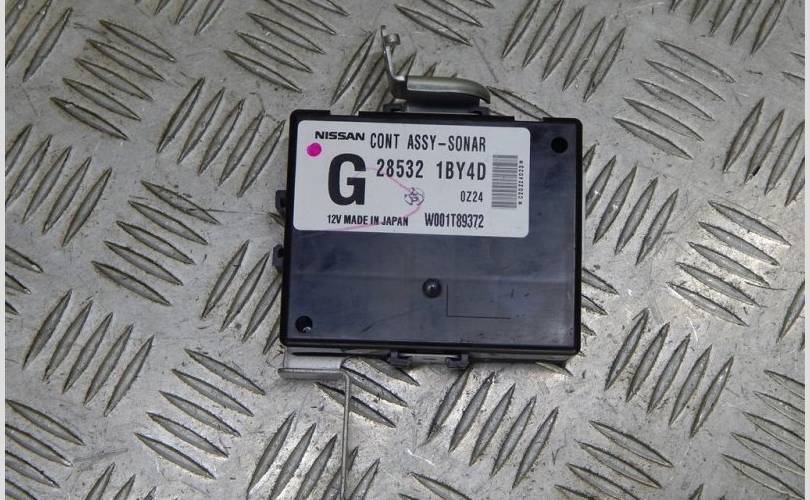 NISSAN CONT ASSY-SONAR
G 28532 1BY4D
0Z24
12V MADE IN JAPAN W001T89372